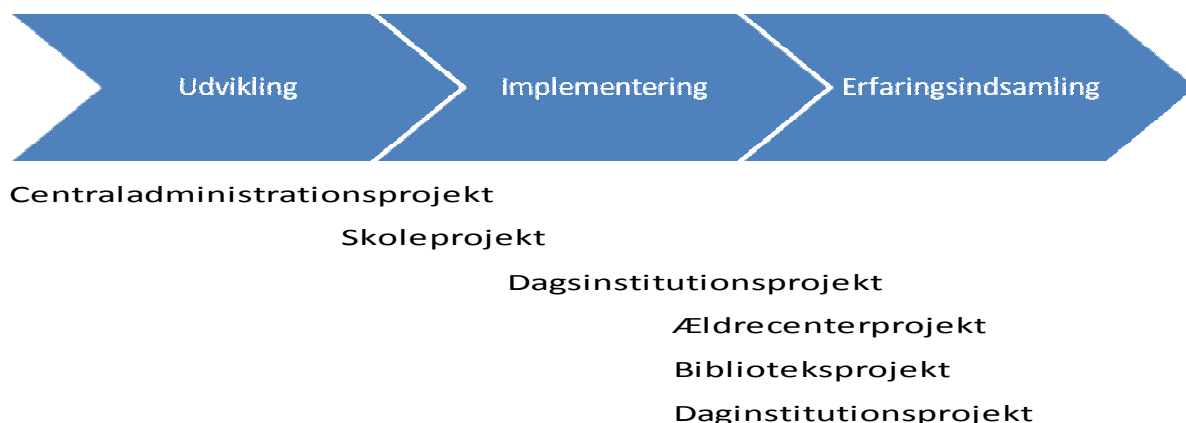 Udvikling Implementering Erfaringsindsamling
Centraladministrationsprojekt
Skoleprojekt
Dagsinstitutionsprojekt
Ældrecenterprojekt
Biblioteksprojekt
Daginstitutionsprojekt